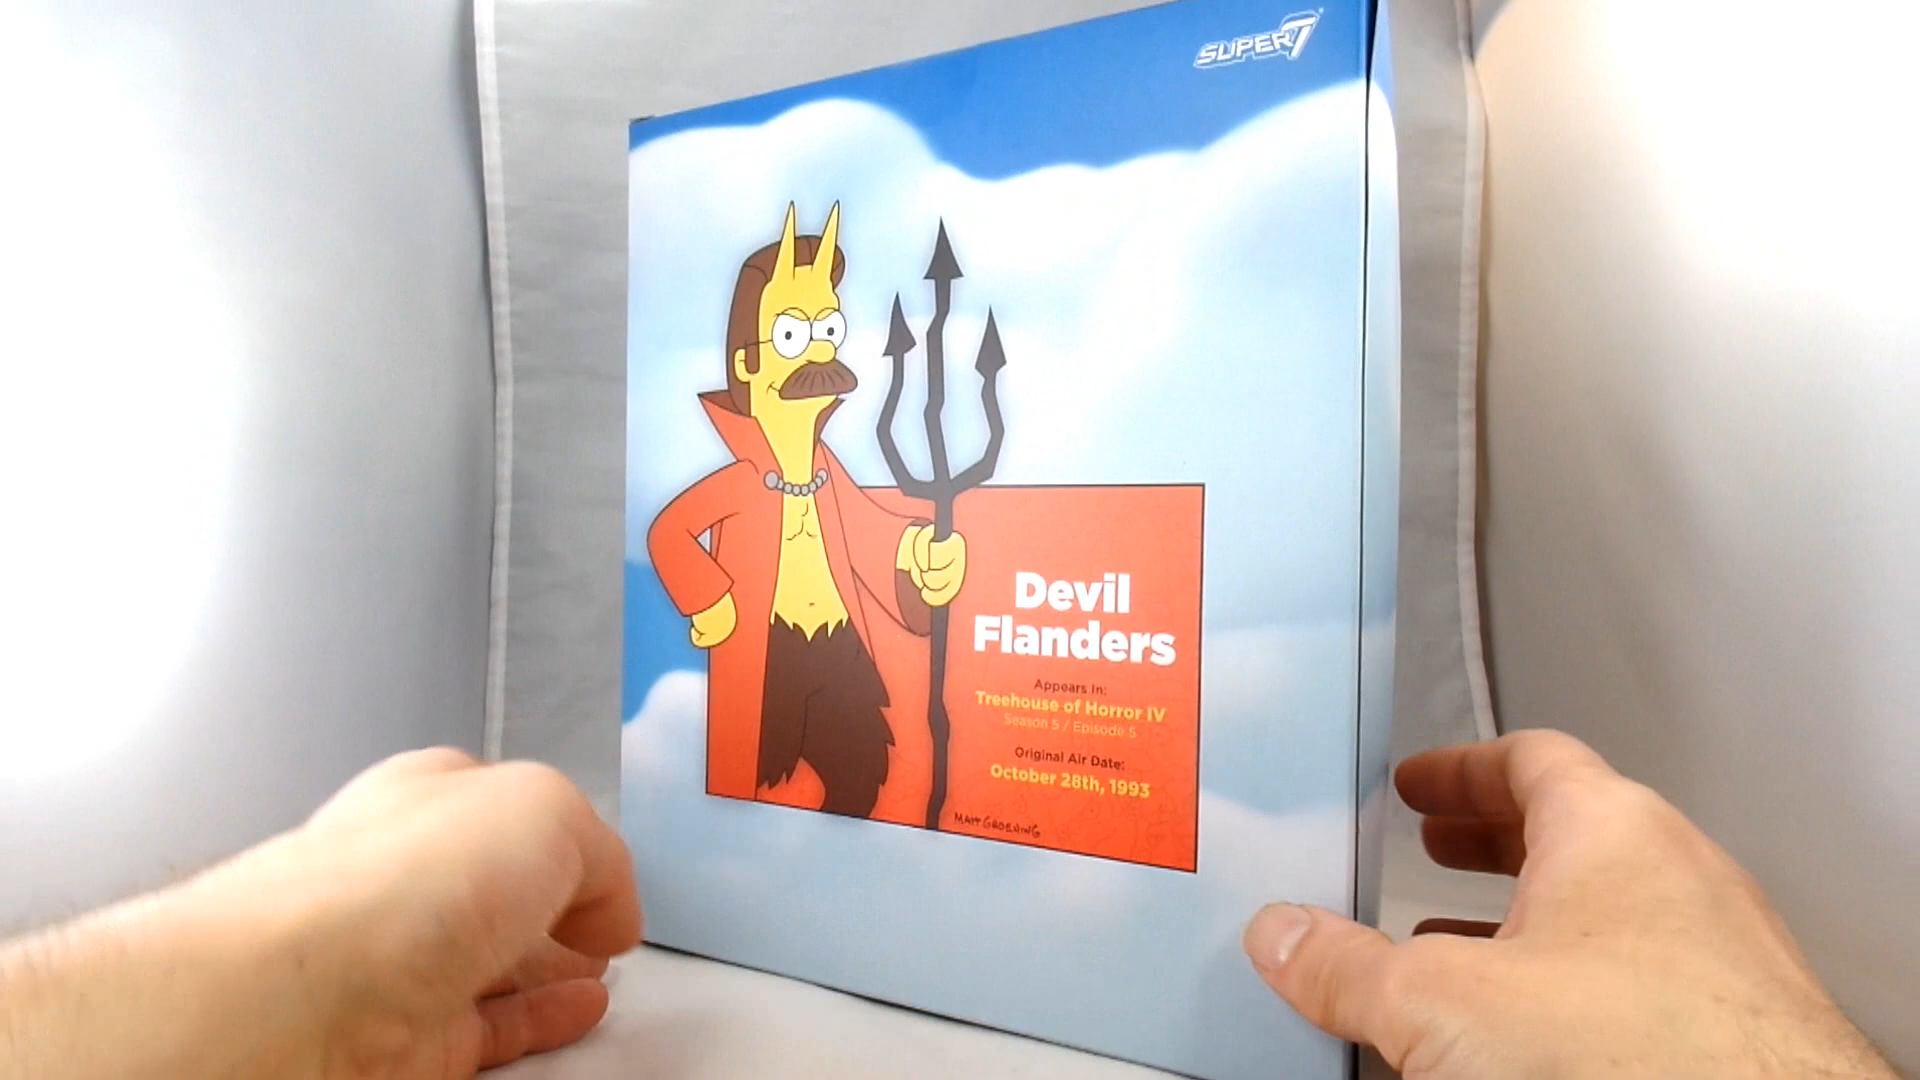 SUPER7
Devil
Flanders
Appears In:
Treehouse of Horror IV
Season 5 / Episode 5
Original Air Date:
October 28th, 1993
MATT GROENING